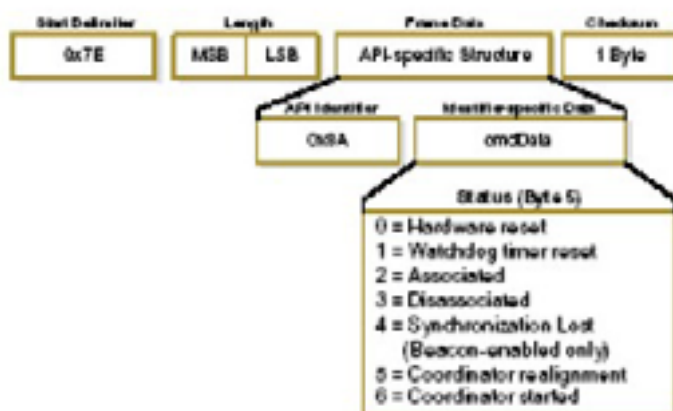 Start Delimiter Length Frame Data Checksum
0x7E MSB LSB API-specific Structure 1 Byte
API Identifier Identifier-specific Data
0x8A cmdData
Status (Byte 5)
0 = Hardware reset
1 = Watchdog timer reset
2 = Associated
3 = Disassociated
4 = Synchronization Lost
(Beacon-enabled only)
5 = Coordinator realignment
6 = Coordinator started